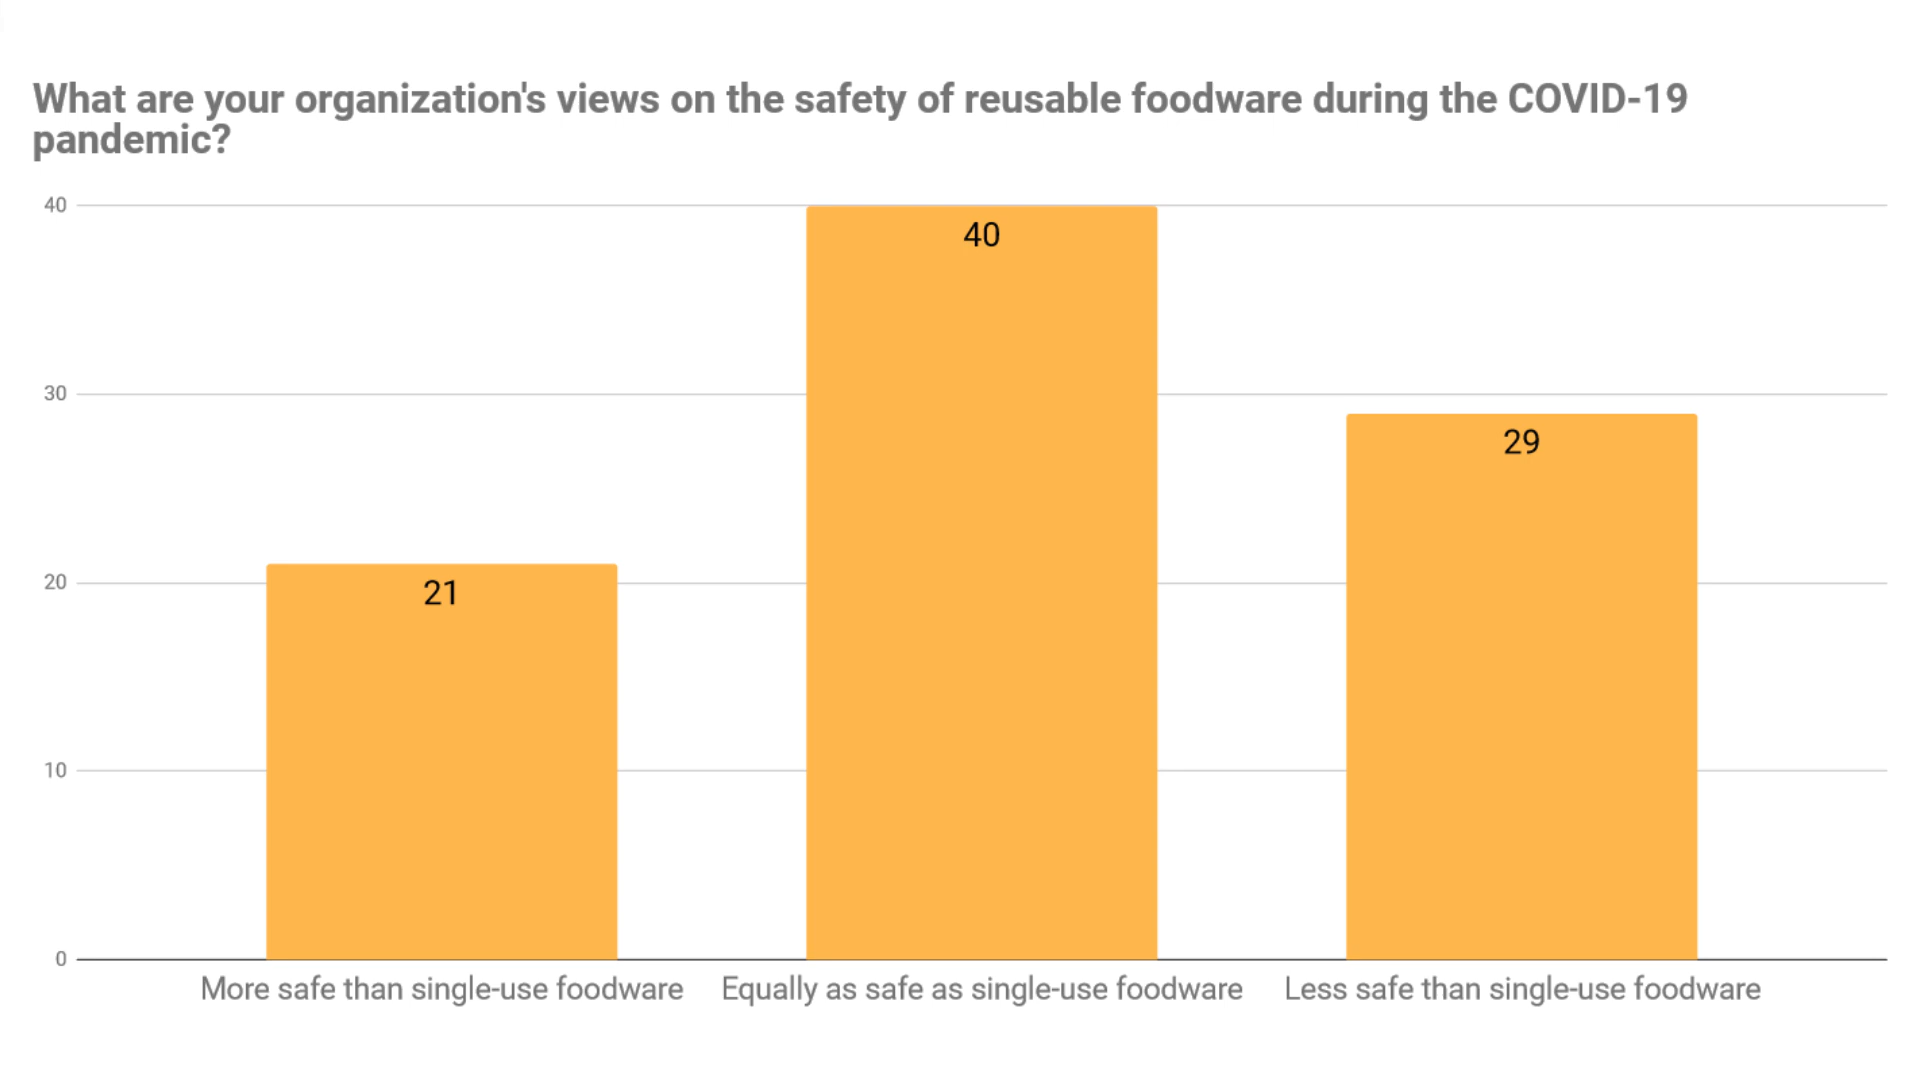 What are your organization's views on the safety of reusable foodware during the COVID-19
pandemic?
40
40
30
29
21
20
10
0
More safe than single-use foodware
Equally as safe as single-use foodware
Less safe than single-use foodware